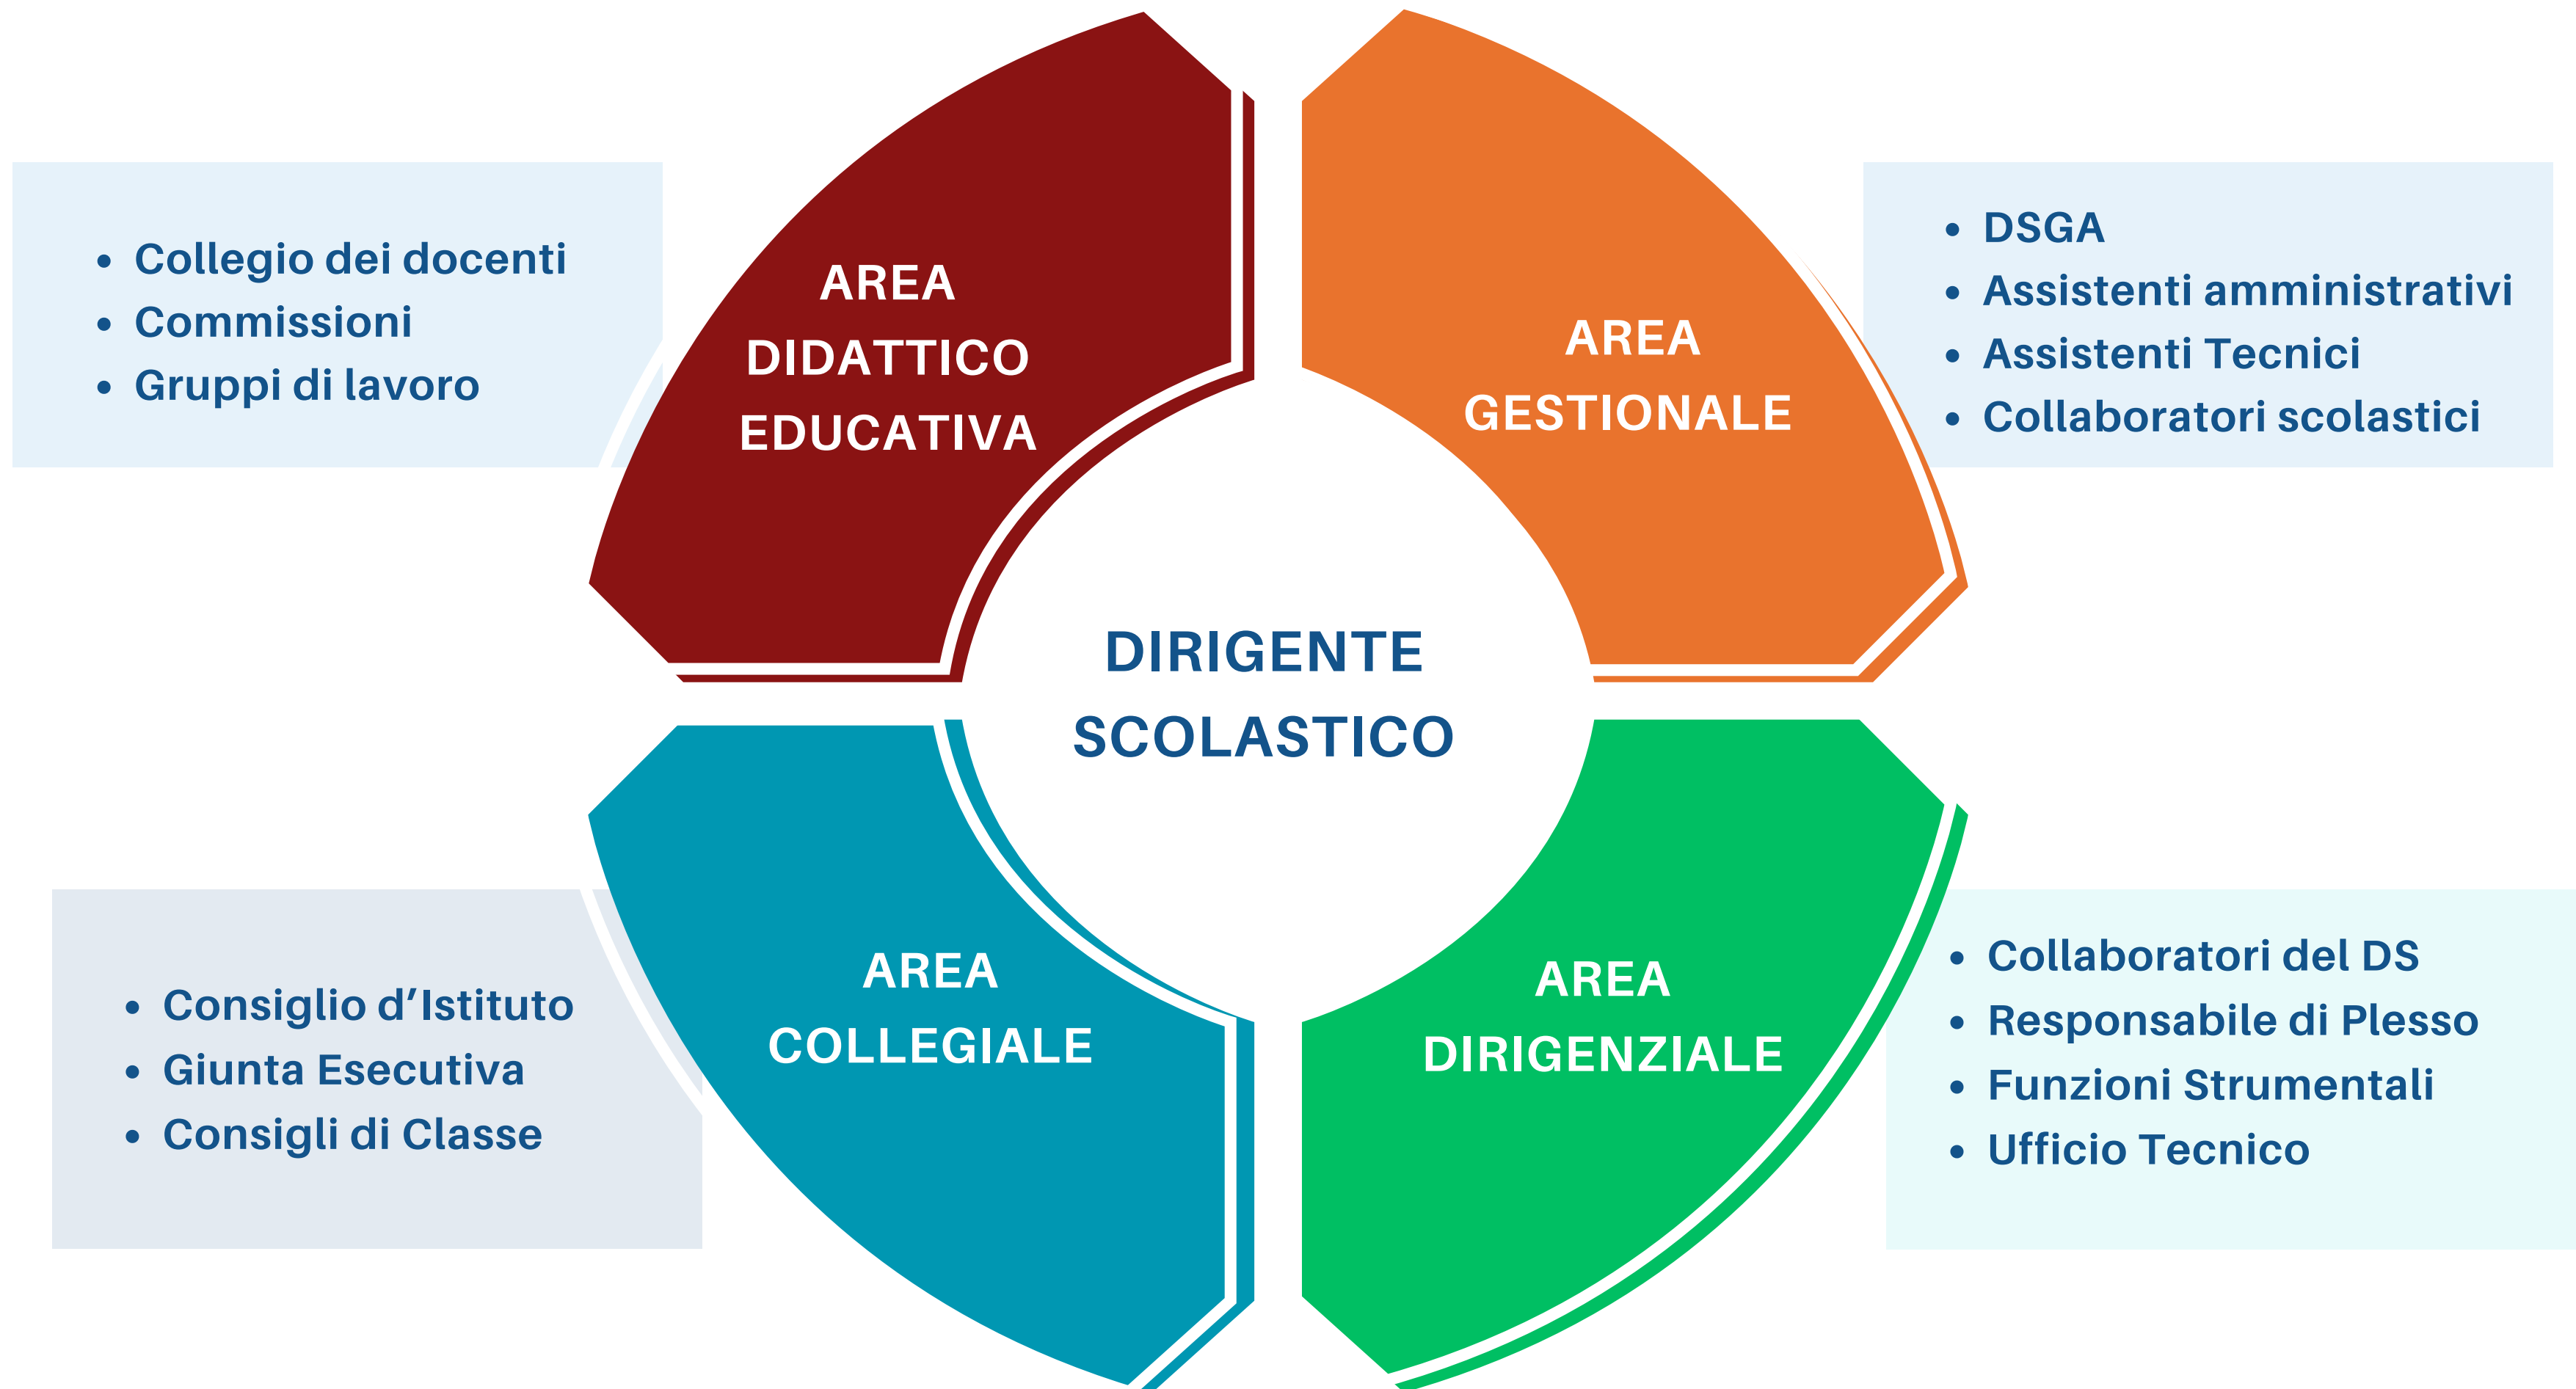 • Collegio dei docenti
• Commissioni
• Gruppi di lavoro
AREA
DIDATTICO
EDUCATIVA
AREA
GESTIONALE
• DSGA
• Assistenti amministrativi
• Assistenti Tecnici
• Collaboratori scolastici
DIRIGENTE
SCOLASTICO
• Consiglio d’Istituto
• Giunta Esecutiva
• Consigli di Classe
AREA
COLLEGIALE
AREA
DIRIGENZIALE
• Collaboratori del DS
• Responsabile di Plesso
• Funzioni Strumentali
• Ufficio Tecnico